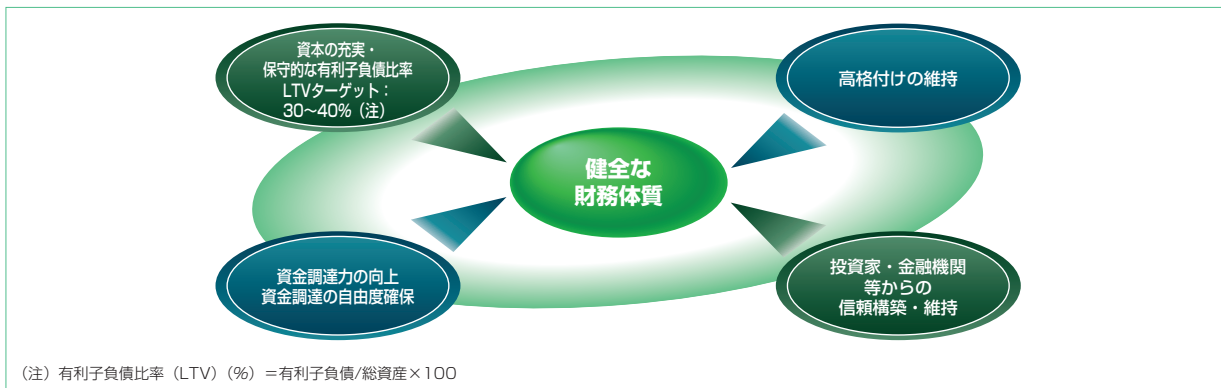 資本の充実・
保守的な有利子負債比率
LTVターゲット：
30～40%（注）
高格付けの維持
健全な
財務体質
資金調達力の向上
資金調達の自由度確保
投資家・金融機関
等からの
信頼構築・維持
（注）有利子負債比率（LTV）（%）＝有利子負債/総資産×100